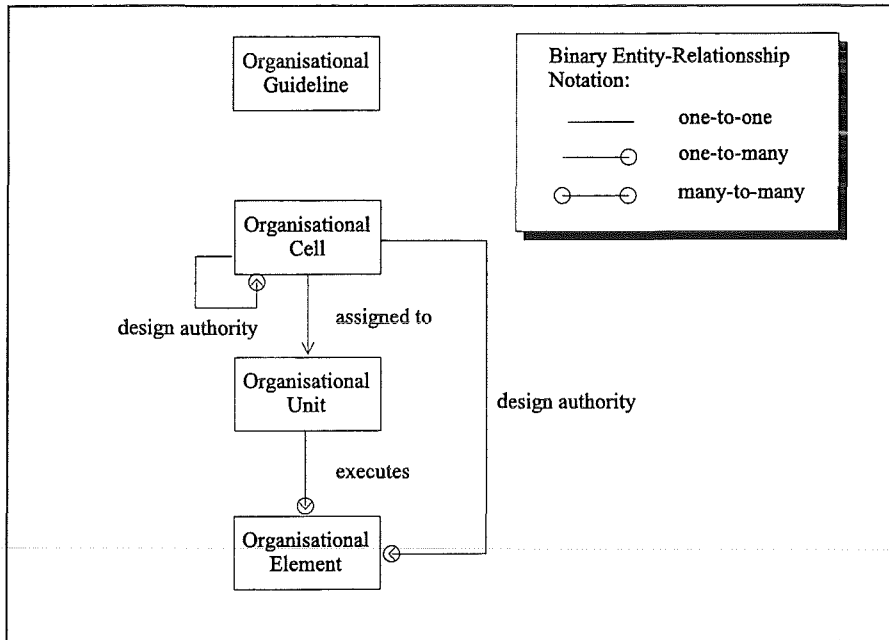 Organisational
Guideline
Binary Entity-Relationsship
Notation:
one-to-one
one-to-many
many-to-many
Organisational
Cell
design authority
assigned to
Organisational
Unit
design authority
executes
Organisational
Element